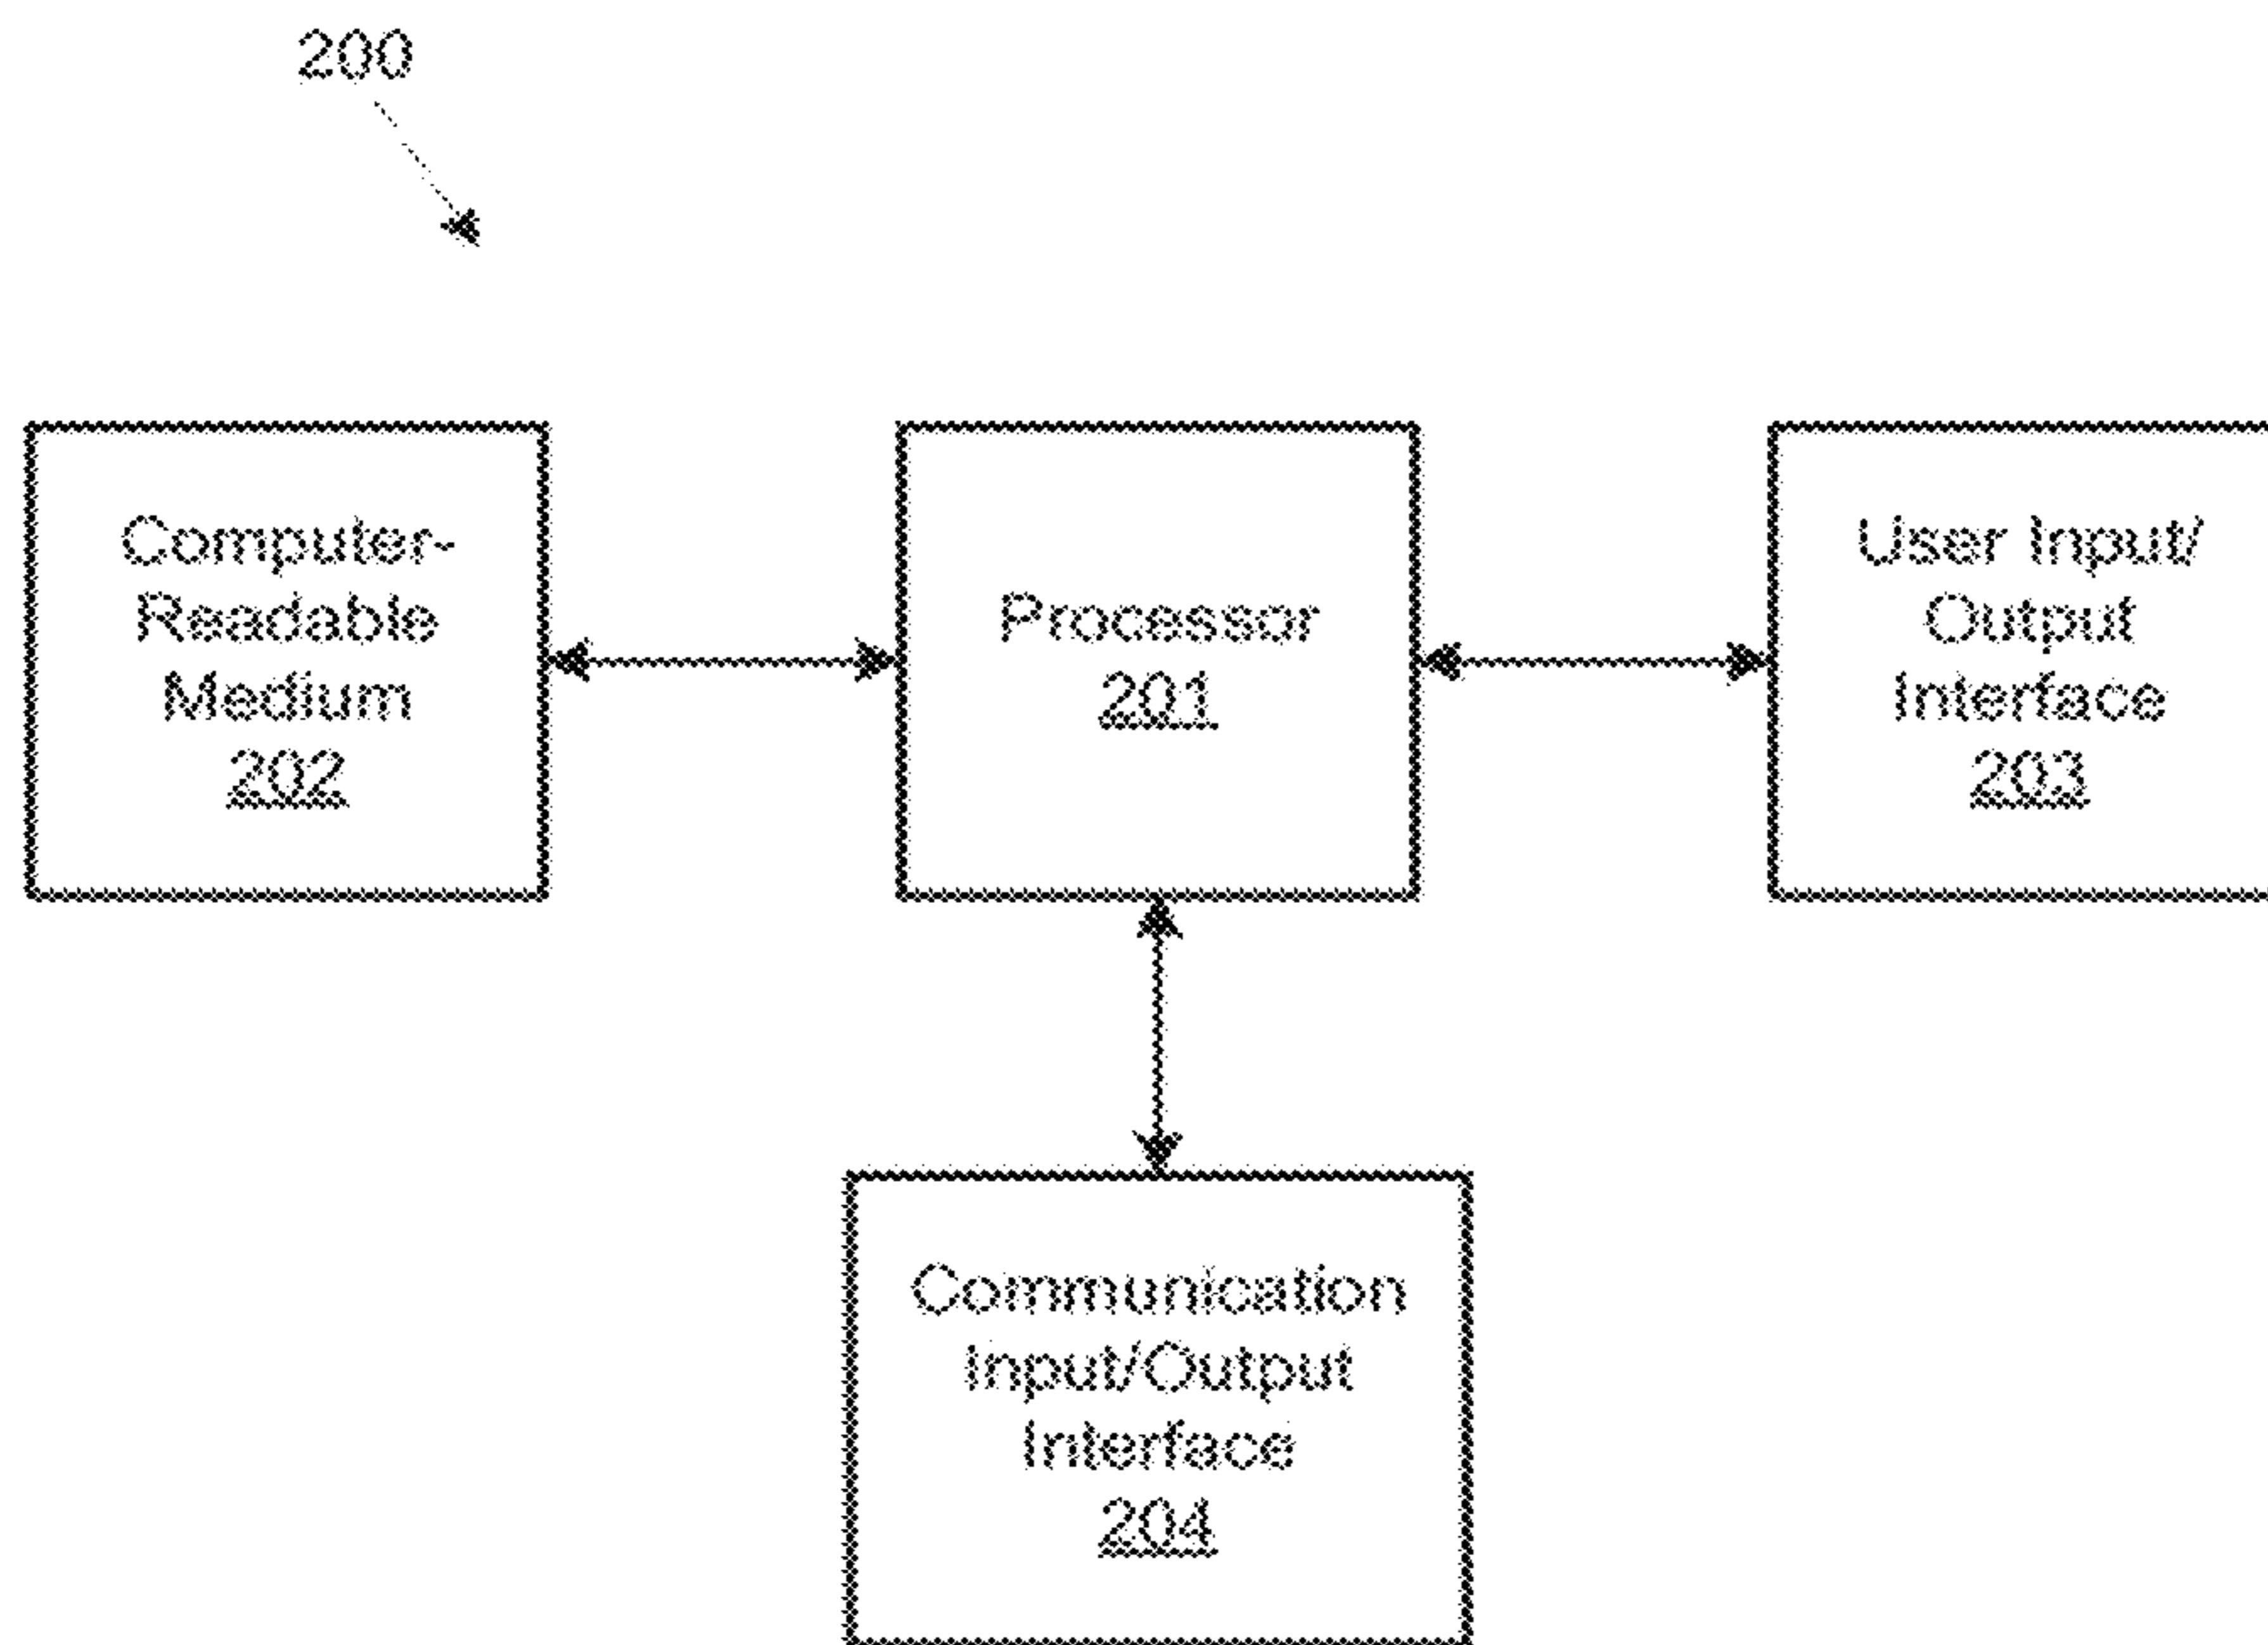 200
Computer-
Readable
Medium
202
Processor
201
User Input/
Output
Interface
203
Communication
Input/Output
Interface
204